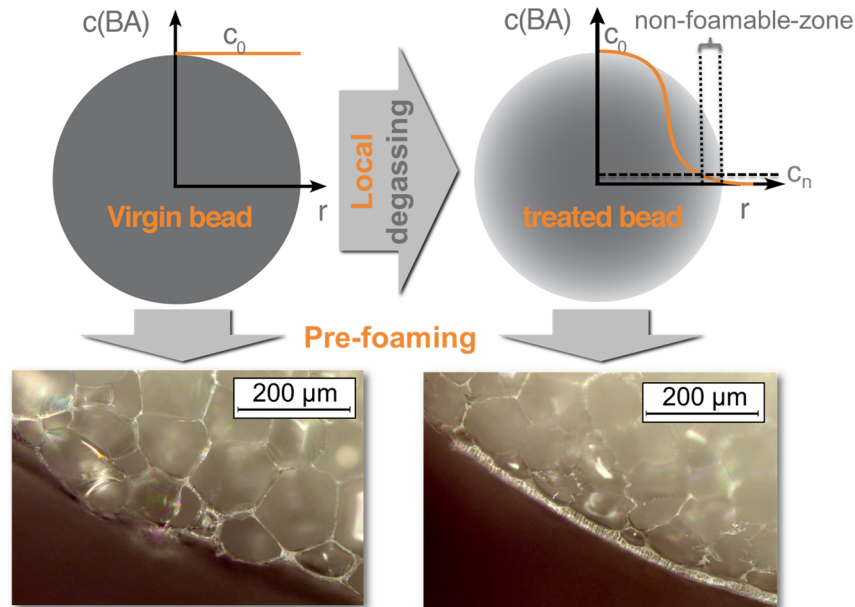 c(BA)
c0
r
Virgin bead
Local
degassing
c(BA)
c0
non-foamable-zone
cn
r
treated bead
Pre-foaming
200 µm
200 µm